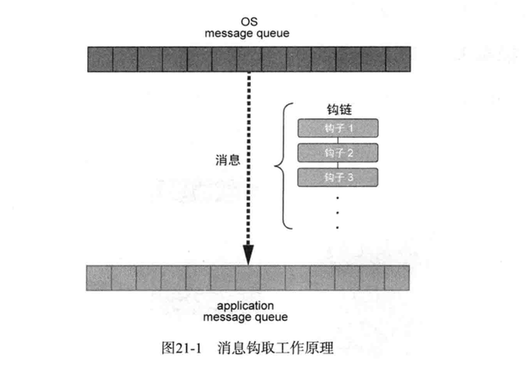 OS
message queue
钩链
钩子 1
钩子 2
消息
钩子 3
application
message queue
图21-1 消息钩取工作原理